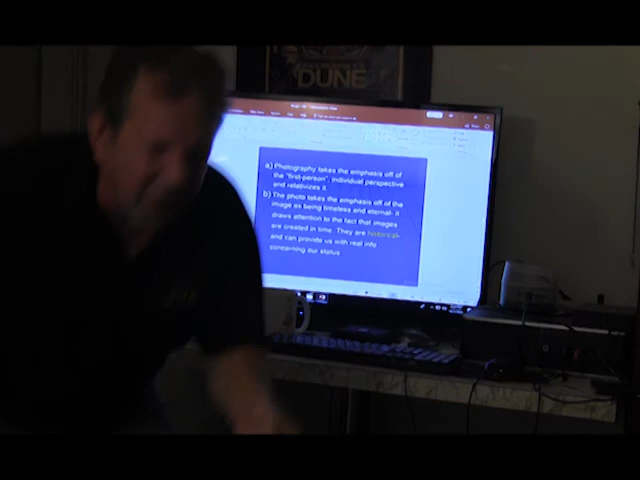 DUNE
a) Photography takes the emphasis off of
the "first-person", individual perspective
and relativizes it
b) The photo takes the emphasis off of the
image as being timeless and eternal- it
draws attention to the fact that images
are created in time. They are historical-
and can provide us with real info
concerning our status